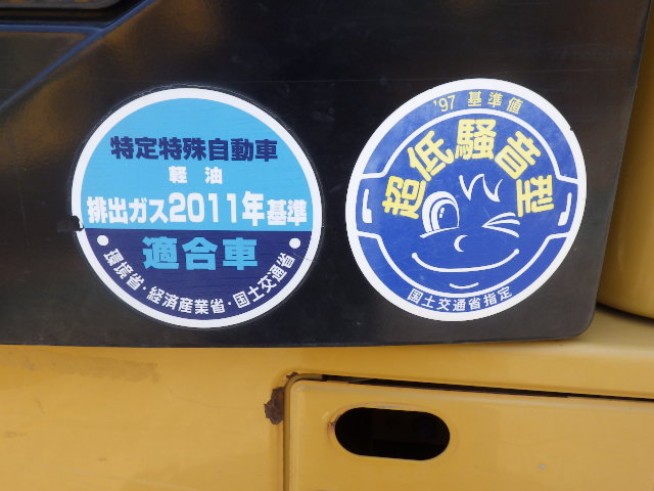 特定特殊自動車
軽油
排出ガス2011年基準
適合車
・環境省・経済産業省・国土交通省・
'97 基準値
超低騒音型
国土交通省指定